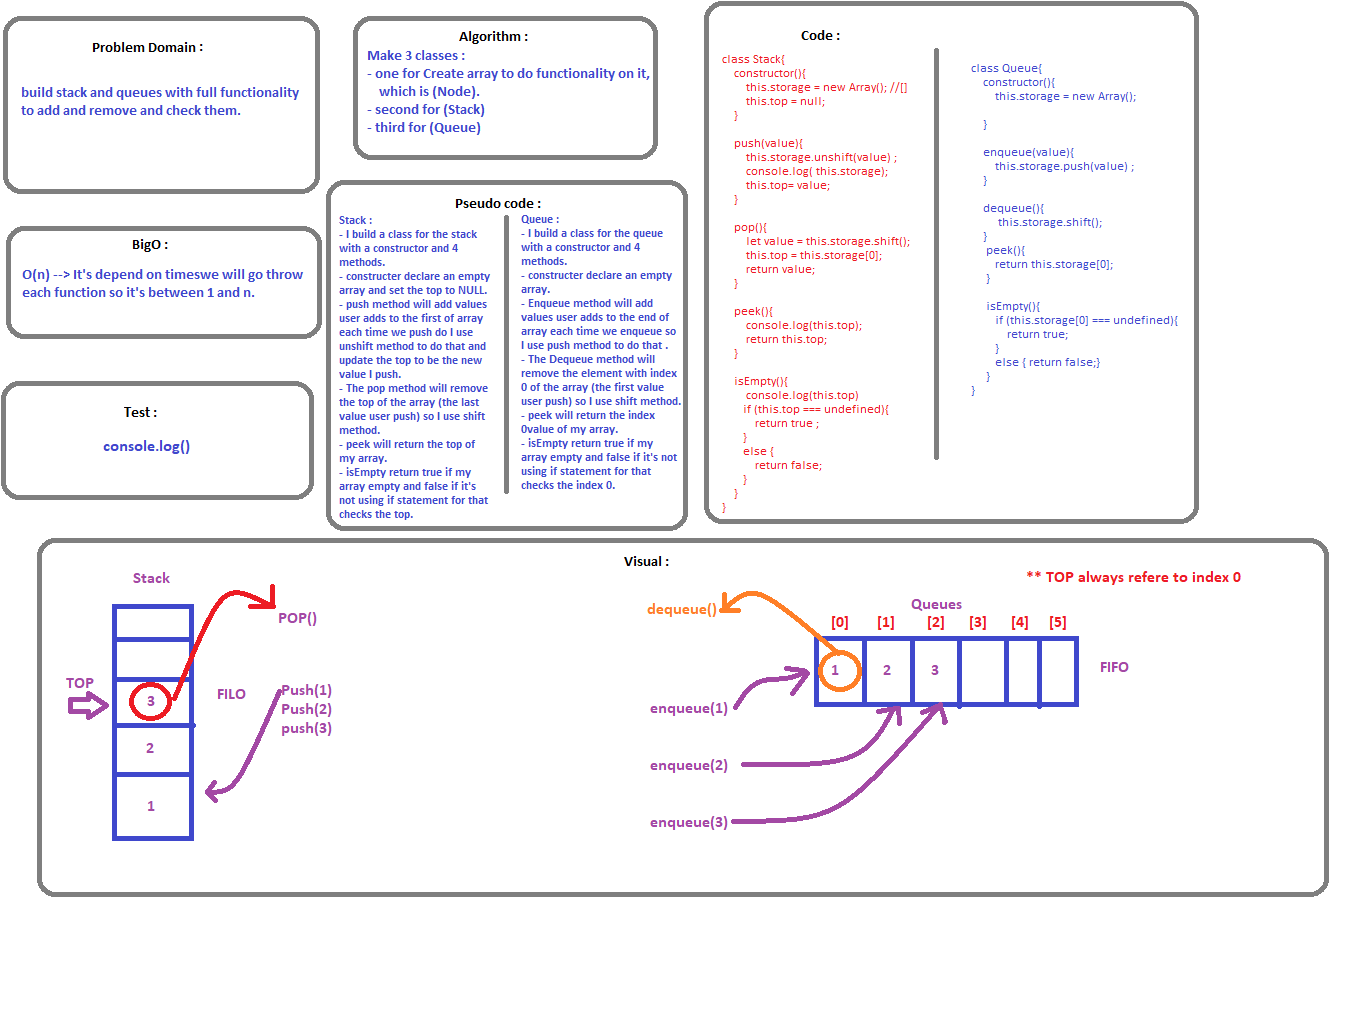 Problem Domain :
build stack and queues with full functionality
to add and remove and check them.
Algorithm :
Make 3 classes :
- one for Create array to do functionality on it,
which is (Node).
- second for (Stack)
- third for (Queue)
BigO :
O(n) --> It's depend on timeswe will go throw
each function so it's between 1 and n.
Test :
console.log()
Pseudo code :
Stack :
- I build a class for the stack
with a constructor and 4
methods.
- constructer declare an empty
array and set the top to NULL.
- push method will add values
user adds to the first of array
each time we push do I use
unshift method to do that and
update the top to be the new
value I push.
- The pop method will remove
the top of the array (the last
value user push) so I use shift
method.
- peek will return the top of
my array.
- isEmpty return true if my
array empty and false if it's
not using if statement for that
checks the top.
Queue :
- I build a class for the queue
with a constructor and 4
methods.
- constructer declare an empty
array.
- Enqueue method will add
values user adds to the end of
array each time we enqueue so
I use push method to do that .
- The Dequeue method will
remove the element with index
0 of the array (the first value
user push) so I use shift method.
- peek will return the index
0value of my array.
- isEmpty return true if my
array empty and false if it's not
using if statement for that
checks the index 0.
Code :
class Stack{
constructor(){
this.storage = new Array(); //[]
this.top = null;
}
push(value){
this.storage.unshift(value) ;
console.log( this.storage);
this.top= value;
}
pop(){
let value = this.storage.shift();
this.top = this.storage[0];
return value;
}
peek(){
console.log(this.top);
return this.top;
}
isEmpty(){
console.log(this.top)
if (this.top === undefined){
return true ;
}
else {
return false;
}
}
}
class Queue{
constructor(){
this.storage = new Array();
}
enqueue(value){
this.storage.push(value) ;
}
dequeue(){
this.storage.shift();
}
peek(){
return this.storage[0];
}
isEmpty(){
if (this.storage[0] === undefined){
return true;
}
else { return false;}
}
}
Visual :
Stack
POP()
TOP
FILO
3
2
1
Push(1)
Push(2)
push(3)
** TOP always refere to index 0
dequeue()
Queues
[0] [1] [2] [3] [4] [5]
1 2 3
FIFO
enqueue(1)
enqueue(2)
enqueue(3)